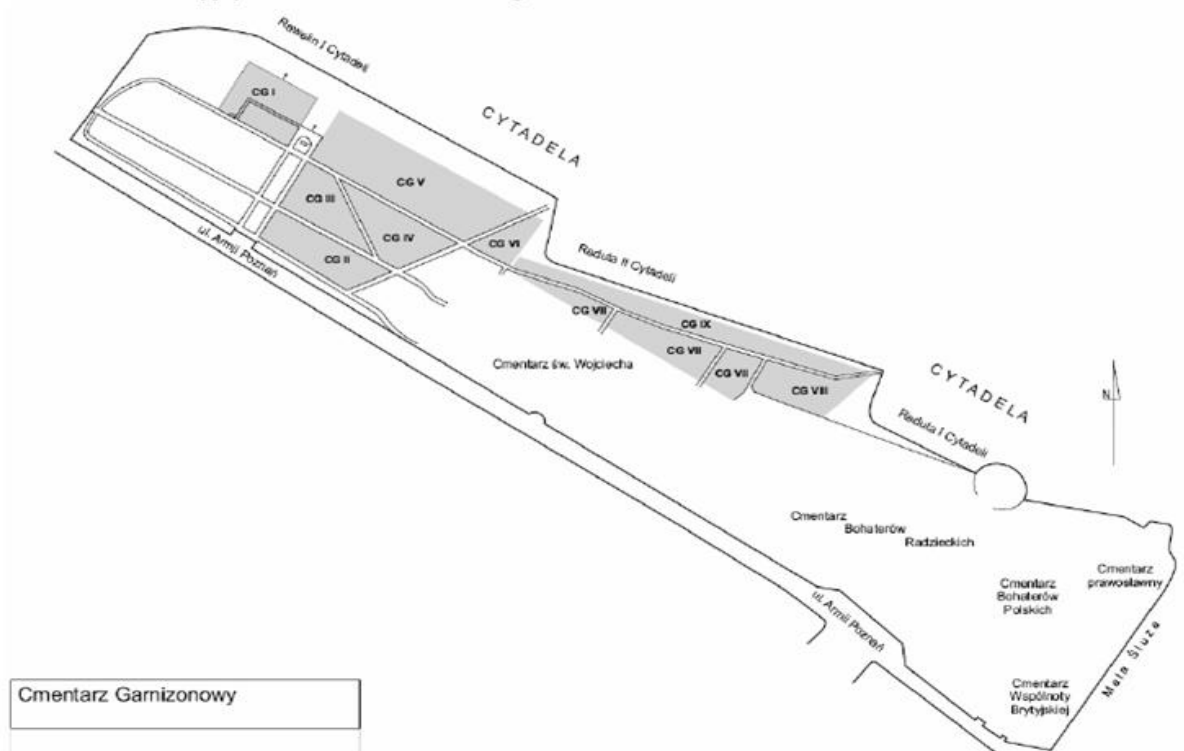 Rawelin I Cytadeli
CYTADELA
CG I
CG V
CG III
CG IV
CG VI
CG II
ul. Armii Poznań
Reduta II Cytadeli
CG VII
CG IX
CG VII
CG VII
CG VIII
Cmentarz św. Wojciecha
CYTADELA
N
Reduta I Cytadeli
Cmentarz
Bohaterów
Radzieckich
Cmentarz
prawosławny
Cmentarz
Bohaterów
Polskich
ul. Armii Poznań
Mała Śluza
Cmentarz
Wspólnoty
Brytyjskiej
Cmentarz Garnizonowy